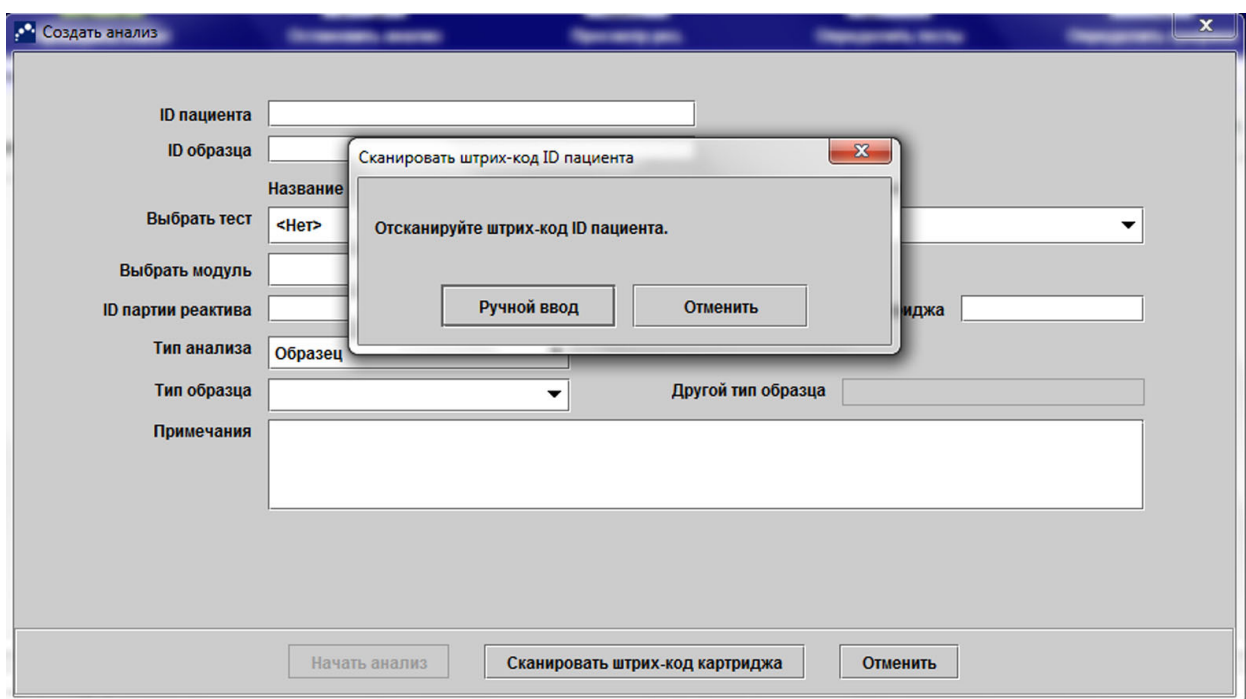 Создать анализ
ID пациента
ID образца
Сканировать штрих-код ID пациента
Название
Отсканируйте штрих-код ID пациента.
Выбрать тест
<Нет>
Выбрать модуль
Ручной ввод
Отменить
ID партии реактива
Тип анализа
Образец
Тип образца
Другой тип образца
Примечания
Начать анализ
Сканировать штрих-код картриджа
Отменить